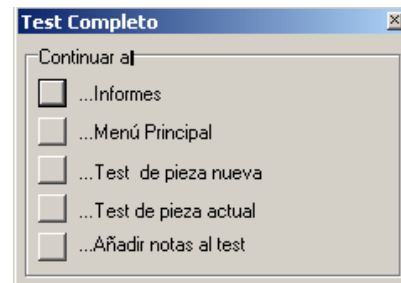 Test Completo
Continuar al
...Informes
...Menú Principal
...Test de pieza nueva
...Test de pieza actual
...Añadir notas al test